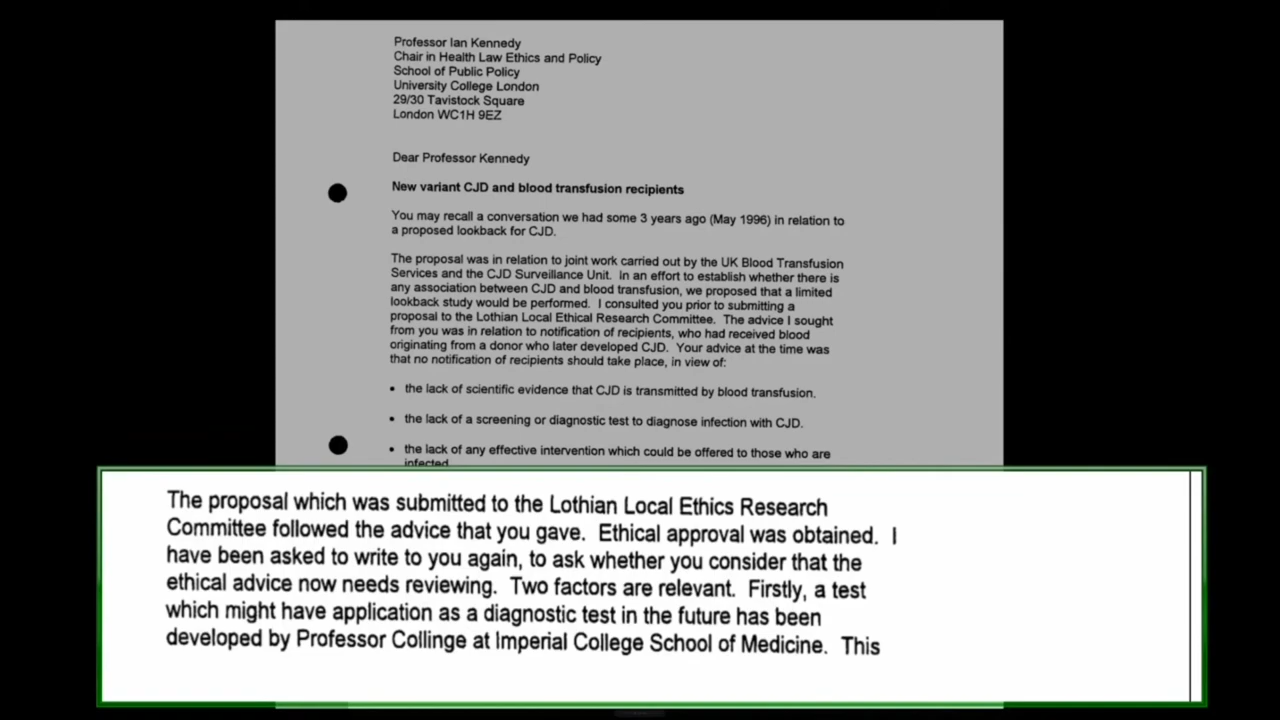 Professor Ian Kennedy
Chair in Health Law Ethics and Policy
School of Public Policy
University College London
29/30 Tavistock Square
London WC1H 9EZ
Dear Professor Kennedy
New variant CJD and blood transfusion recipients
You may recall a conversation we had some 3 years ago (May 1996) in relation to
a proposed lookback for CJD.
The proposal was in relation to joint work carried out by the UK Blood Transfusion
Services and the CJD Surveillance Unit. In an effort to establish whether there is
any association between CJD and blood transfusion, we proposed that a limited
lookback study would be performed. I consulted you prior to submitting a
proposal to the Lothian Local Ethical Research Committee. The advice I sought
from you was in relation to notification of recipients, who had received blood
originating from a donor who later developed CJD. Your advice at the time was
that no notification of recipients should take place, in view of:
• the lack of scientific evidence that CJD is transmitted by blood transfusion.
• the lack of a screening or diagnostic test to diagnose infection with CJD.
• the lack of any effective intervention which could be offered to those who are
infected
The proposal which was submitted to the Lothian Local Ethics Research
Committee followed the advice that you gave. Ethical approval was obtained. I
have been asked to write to you again, to ask whether you consider that the
ethical advice now needs reviewing. Two factors are relevant. Firstly, a test
which might have application as a diagnostic test in the future has been
developed by Professor Collinge at Imperial College School of Medicine. This